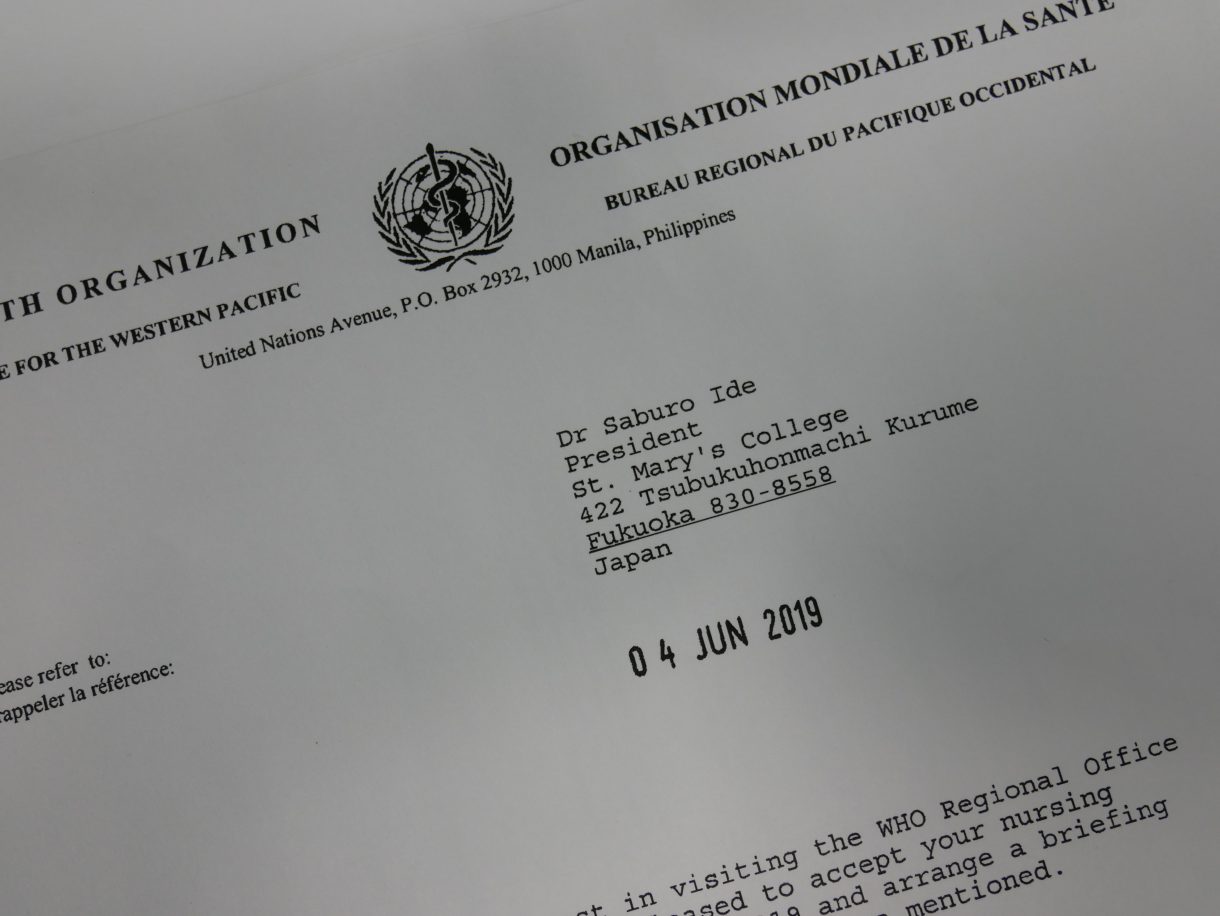 TH ORGANIZATION
FOR THE WESTERN PACIFIC
ORGANISATION MONDIALE DE LA SANTE
BUREAU REGIONAL DU PACIFIQUE OCCIDENTAL
United Nations Avenue, P.O. Box 2932, 1000 Manila, Philippines
Dr Saburo Ide
President
St. Mary's College
422 Tsubukuhonmachi Kurume
Fukuoka 830-8558
Japan
04 JUN 2019
ease refer to:
rappeler la référence:
in visiting the WHO Regional Office
ased to accept your nursing
and arrange a briefing
mentioned.